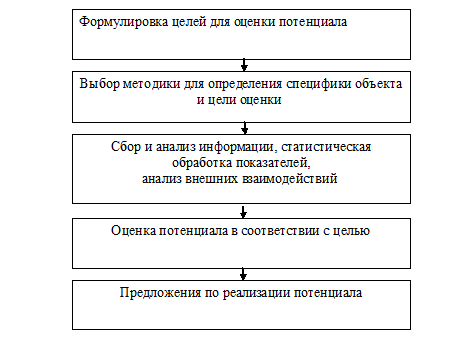 Формулировка целей для оценки потенциала
Выбор методики для определения специфики объекта
и цели оценки
Сбор и анализ информации, статистическая
обработка показателей,
анализ внешних взаимодействий
Оценка потенциала в соответствии с целью
Предложения по реализации потенциала